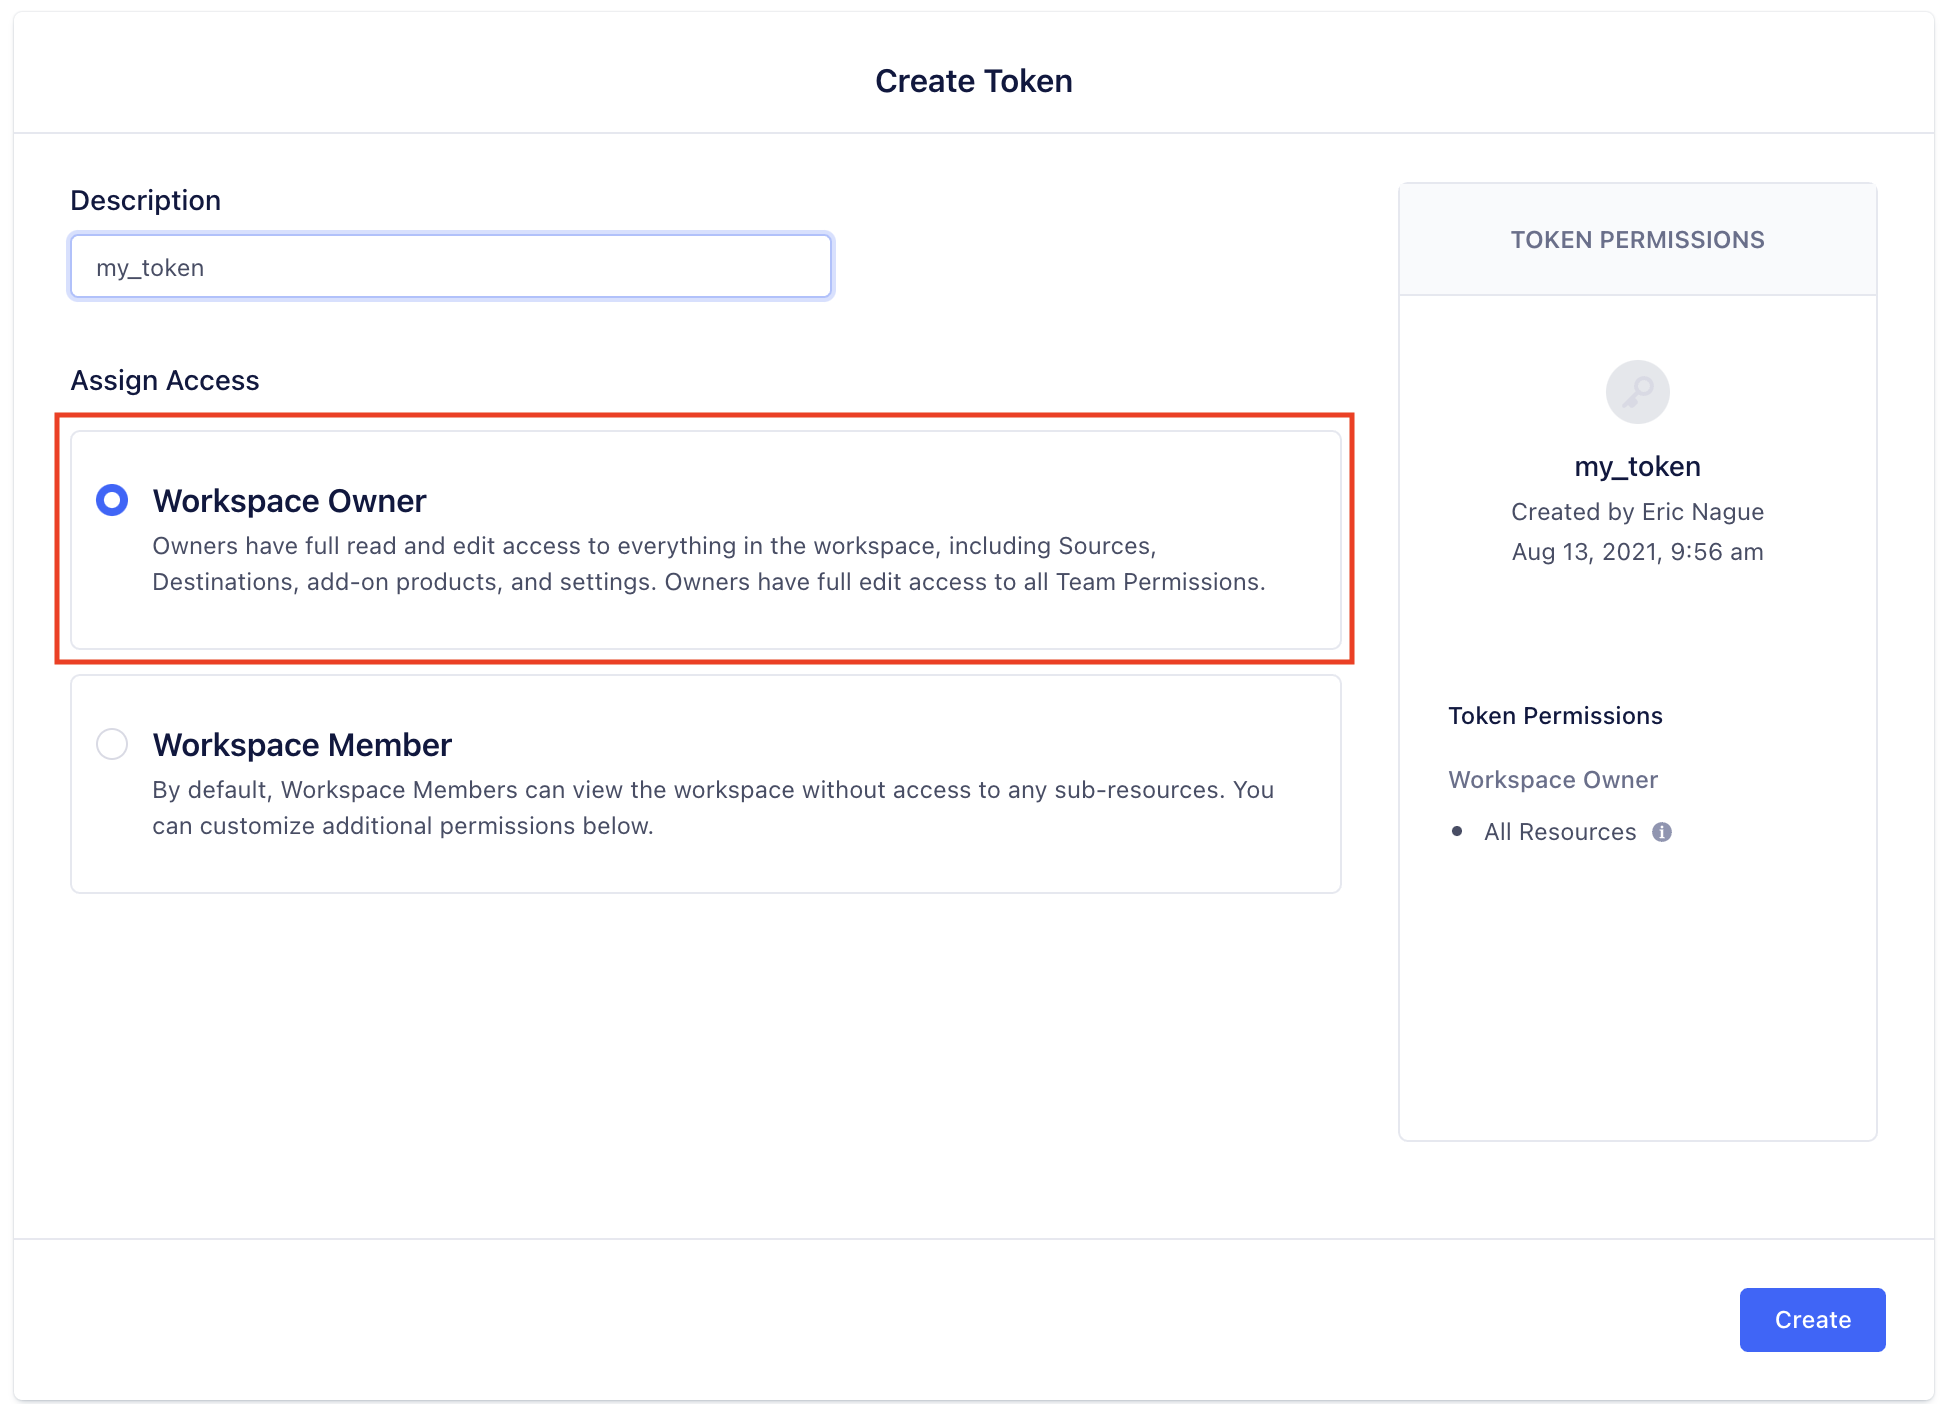 Create Token
Description
my_token
Assign Access
Workspace Owner
Owners have full read and edit access to everything in the workspace, including Sources,
Destinations, add-on products, and settings. Owners have full edit access to all Team Permissions.
Workspace Member
By default, Workspace Members can view the workspace without access to any sub-resources. You
can customize additional permissions below.
TOKEN PERMISSIONS
my_token
Created by Eric Nague
Aug 13, 2021, 9:56 am
Token Permissions
Workspace Owner
• All Resources
Create